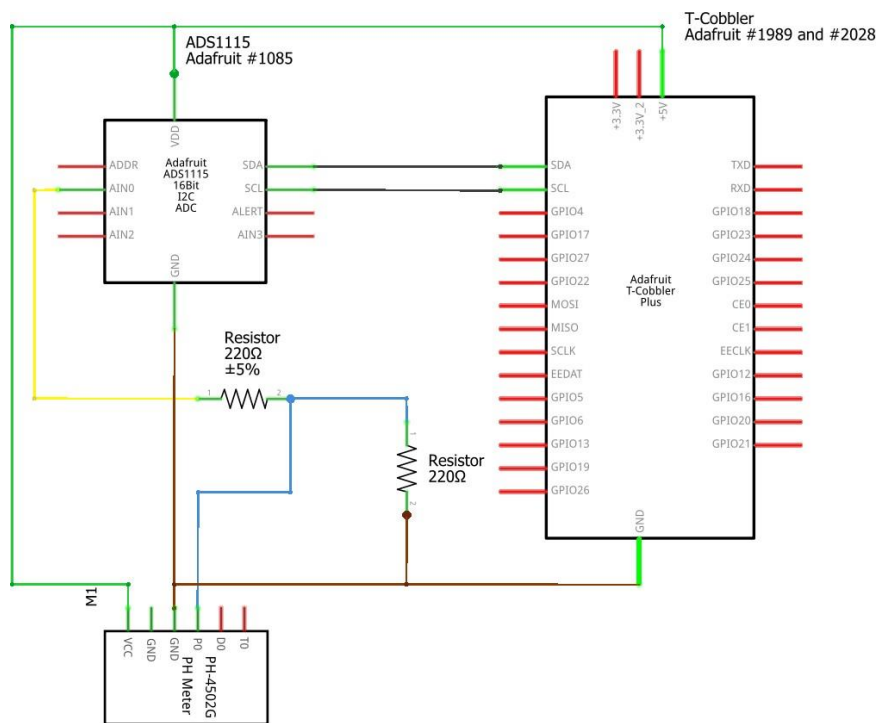 T-Cobbler
Adafruit #1989 and #2028
ADS1115
Adafruit #1085
+3.3V
+3.3V_2
+5V
VDD
ADDR
AIN0
AIN1
AIN2
Adafruit
ADS1115
16Bit
I2C
ADC
SDA
SCL
ALERT
AIN3
GND
SDA
SCL
GPIO4
GPIO17
GPIO27
GPIO22
MOSI
MISO
SCLK
EEDAT
GPIO5
GPIO6
GPIO13
GPIO19
GPIO26
Adafruit
T-Cobbler
Plus
TXD
RXD
GPIO18
GPIO23
GPIO24
GPIO25
CE0
CE1
EECLK
GPIO12
GPIO16
GPIO20
GPIO21
GND
Resistor
220Ω
±5%
1
2
Resistor
220Ω
1
2
M1
VCC
GND
GND
P0
D0
T0
PH-4502G
PH Meter